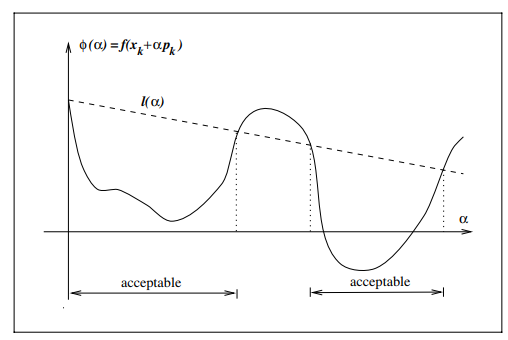 ϕ(α) = f(x_k+αp_k)
l(α)
α
acceptable
acceptable